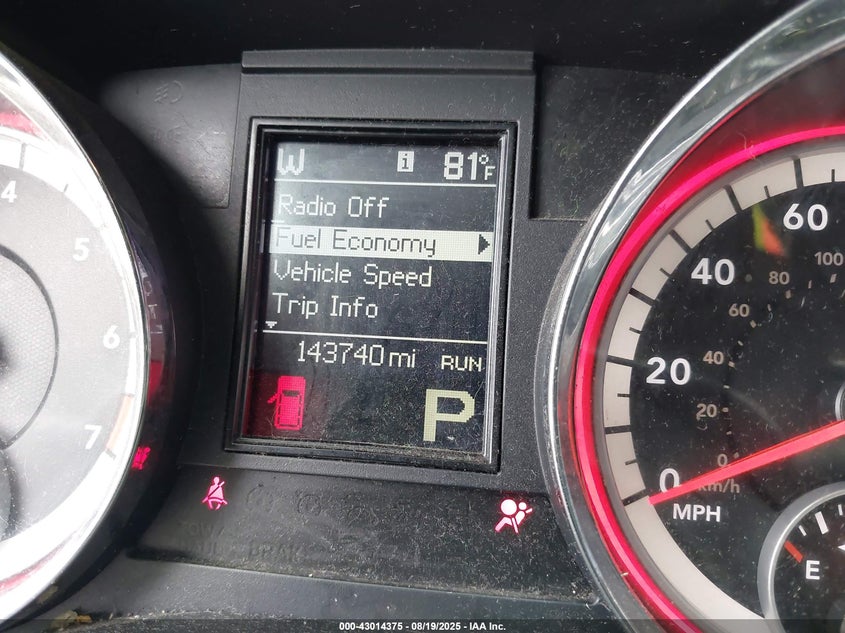 W i 81°F
Radio Off
Fuel Economy
Vehicle Speed
Trip Info
143740 mi RUN
P
4
5
6
7
60
40
20
0
MPH
100
80
60
40
20
0
km/h
E
BRAKE
000-43014375 - 08/19/2025 - IAA Inc.